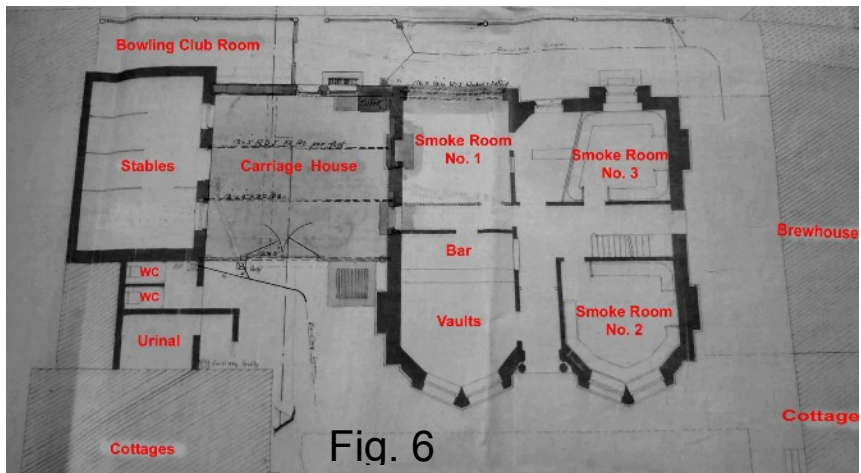 Bowling Club Room
Stables
Carriage House
Smoke Room
No. 1
Smoke Room
No. 3
Brewhouse
Bar
WC
WC
Vaults
Smoke Room
No. 2
Urinal
Cottage
Cottages
Fig. 6